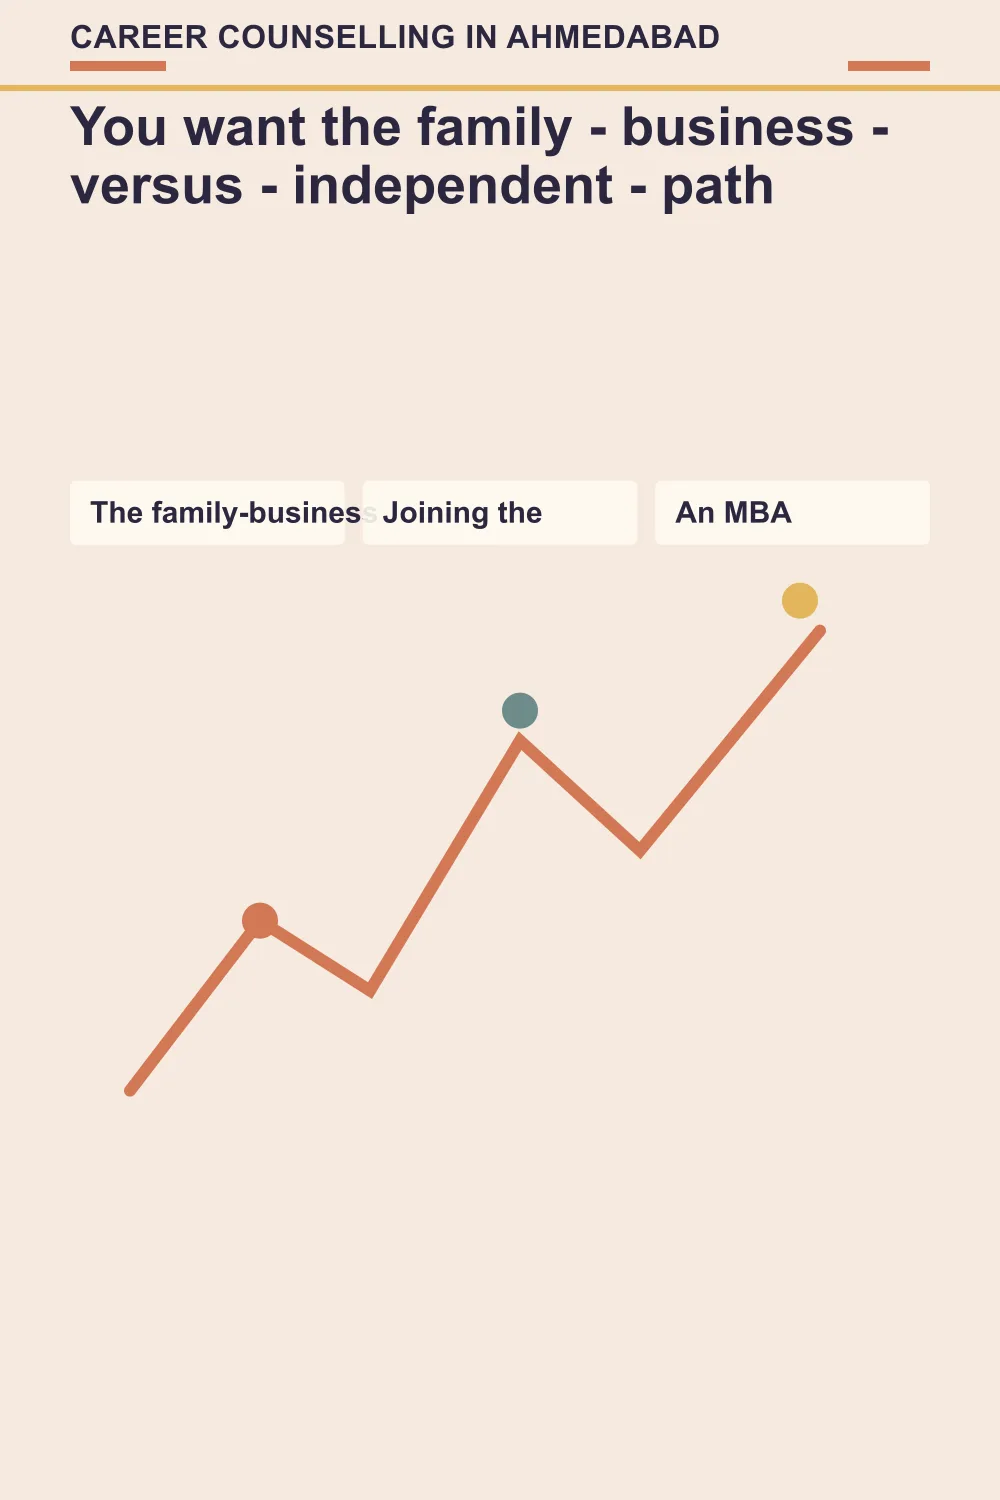 CAREER COUNSELLING IN AHMEDABAD
You want the family - business -
versus - independent - path
The family-business
Joining the
An MBA